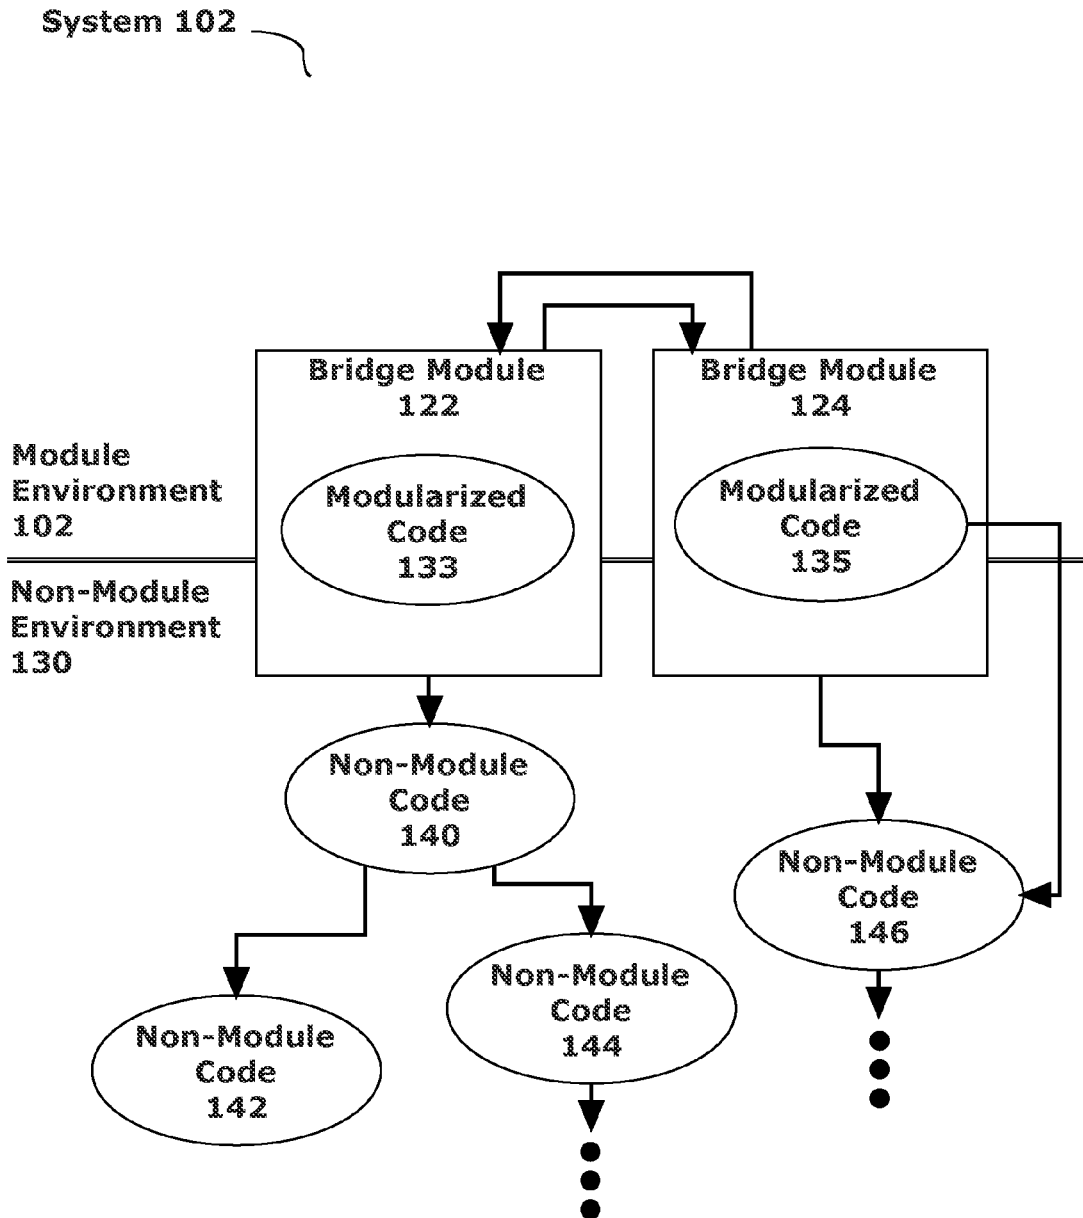 System 102
Bridge Module
122
Bridge Module
124
Module
Environment
102
Modularized
Code
133
Modularized
Code
135
Non-Module
Environment
130
Non-Module
Code
140
Non-Module
Code
146
Non-Module
Code
144
Non-Module
Code
142